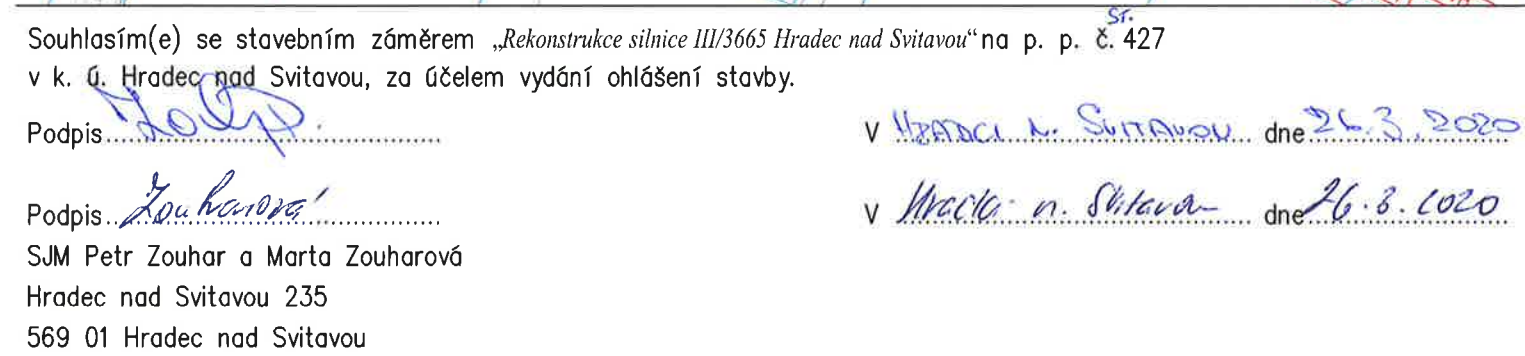 st.
Souhlasím(e) se stavebním záměrem „Rekonstrukce silnice III/3665 Hradec nad Svitavou“ na p. p. č. 427
v k. ú. Hradec nad Svitavou, za účelem vydání ohlášení stavby.
Podpis V HRADCI N. SVITAVOU dne 26.3.2020
Podpis Zouharová V Hradci n. Svitavou dne 26.3.2020
SJM Petr Zouhar a Marta Zouharová
Hradec nad Svitavou 235
569 01 Hradec nad Svitavou